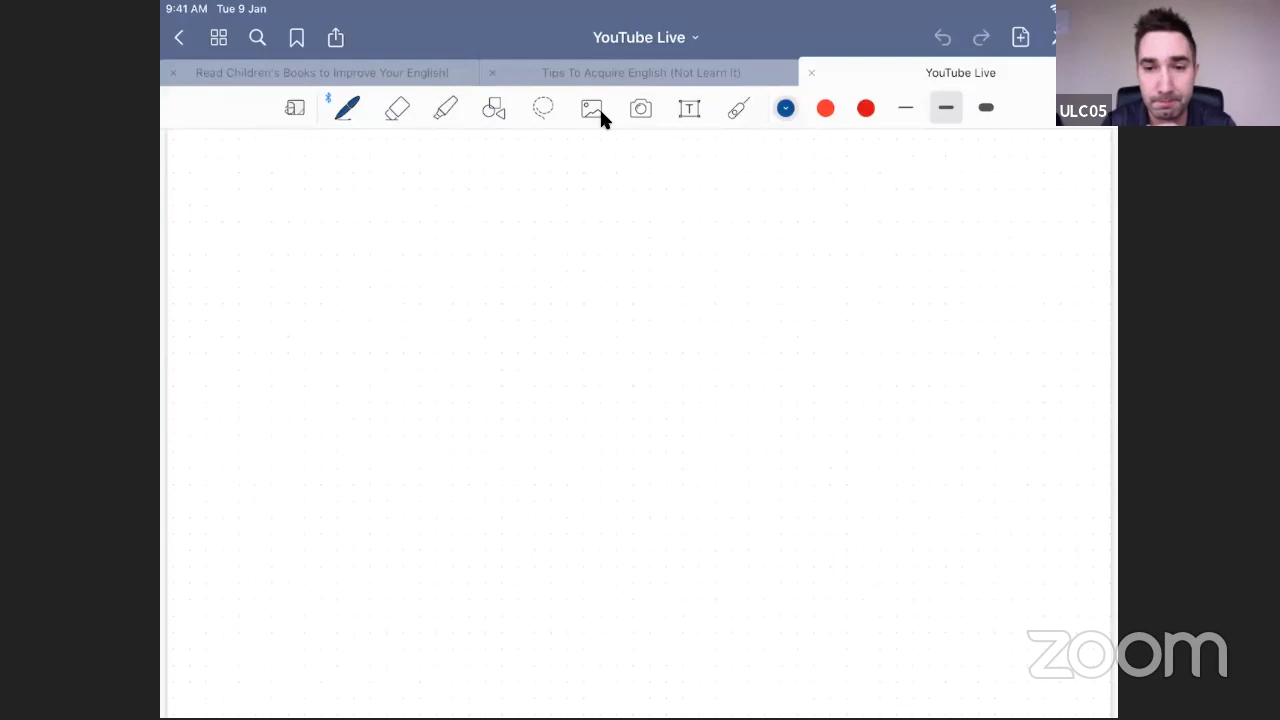 9:41 AM Tue 9 Jan
YouTube Live
Read Children's Books to Improve Your English!
Tips To Acquire English (Not Learn It)
YouTube Live
T
ULC05
zoom